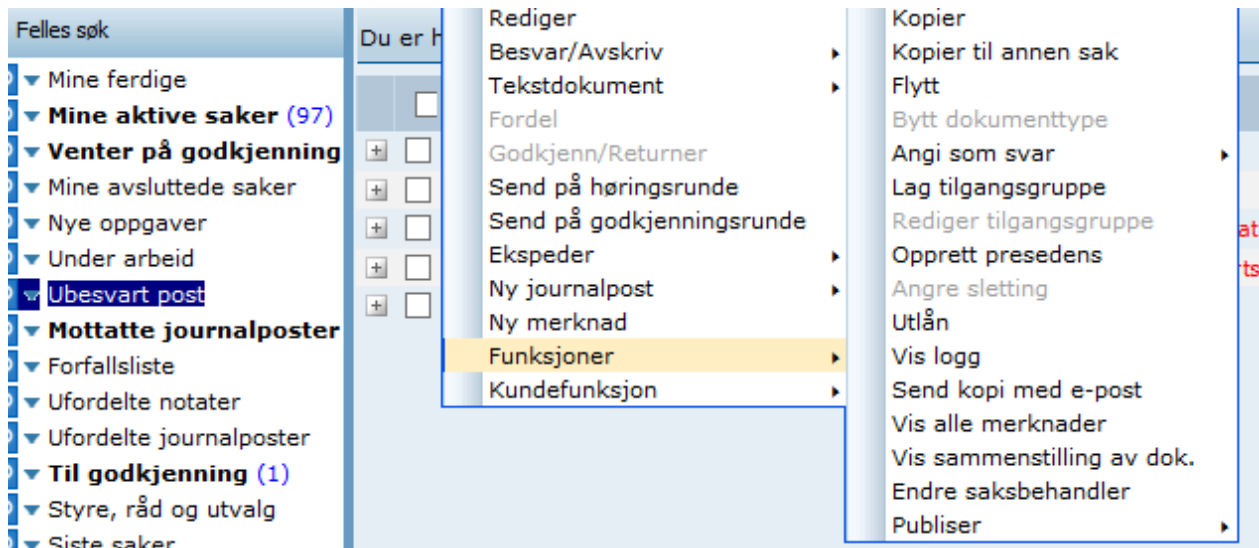 Felles søk
Mine ferdige
Mine aktive saker (97)
Venter på godkjenning
Mine avsluttede saker
Nye oppgaver
Under arbeid
Ubesvart post
Mottatte journalposter
Forfallsliste
Ufordelte notater
Ufordelte journalposter
Til godkjenning (1)
Styre, råd og utvalg
Siste saker
Du er
Rediger
Besvar/Avskriv
Tekstdokument
Fordel
Godkjenn/Returner
Send på høringsrunde
Send på godkjenningsrunde
Ekspeder
Ny journalpost
Ny merknad
Funksjoner
Kundefunksjon
Kopier
Kopier til annen sak
Flytt
Bytt dokumenttype
Angi som svar
Lag tilgangsgruppe
Rediger tilgangsgruppe
Opprett presedens
Angre sletting
Utlån
Vis logg
Send kopi med e-post
Vis alle merknader
Vis sammenstilling av dok.
Endre saksbehandler
Publiser